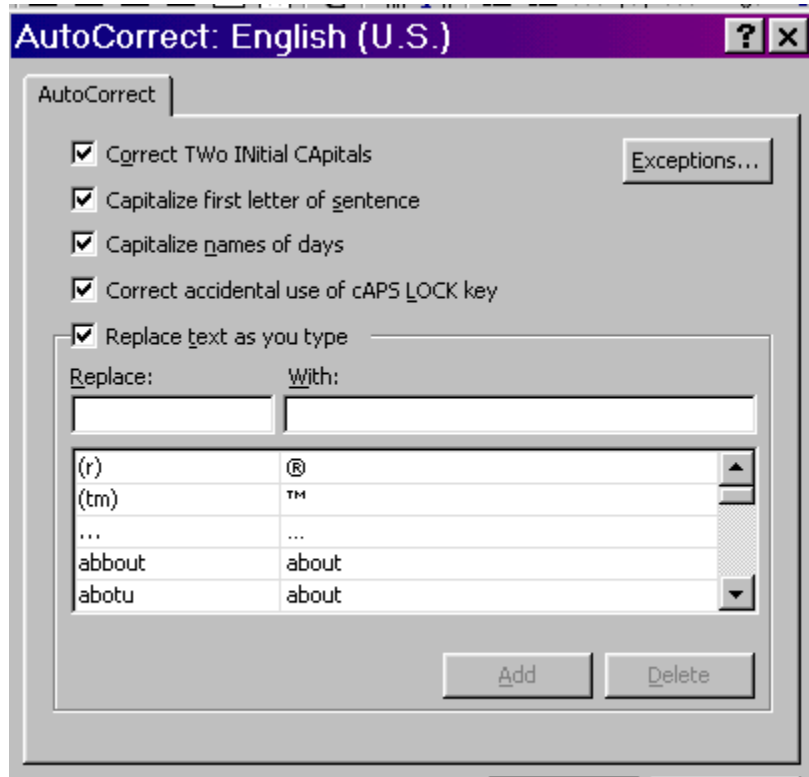 AutoCorrect: English (U.S.)
AutoCorrect
Correct TWo INitial CApitals
Exceptions...
Capitalize first letter of sentence
Capitalize names of days
Correct accidental use of cAPS LOCK key
Replace text as you type
Replace: With:
(r) ®
(tm) ™
... …
abbout about
abotu about
Add Delete